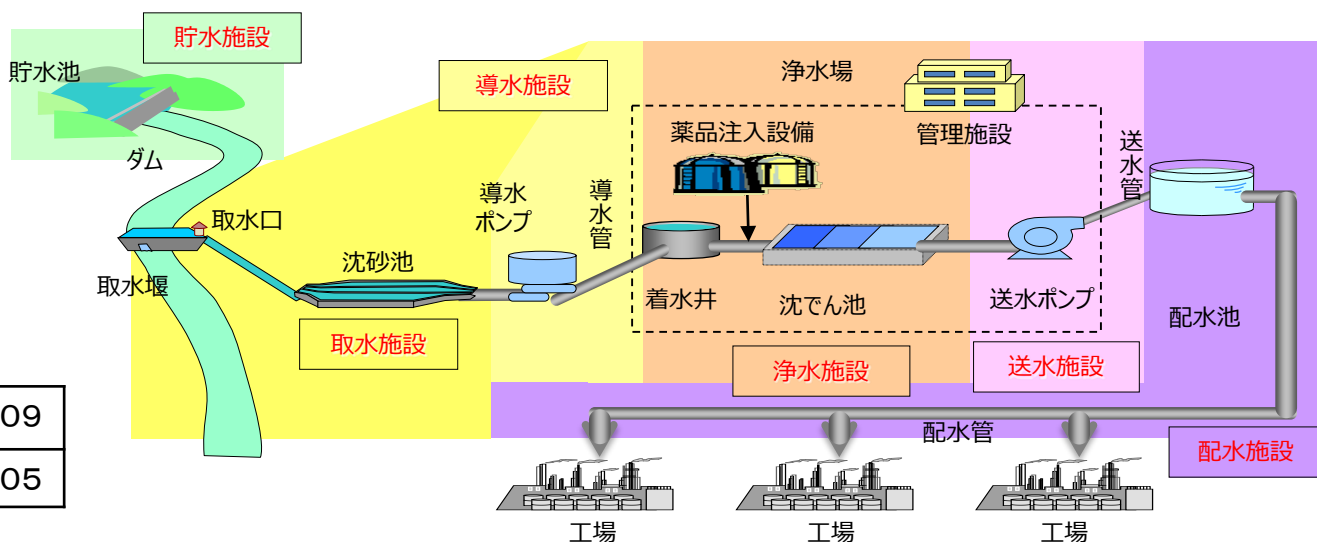 貯水施設
貯水池
ダム
導水施設
浄水場
管理施設
薬品注入設備
送水管
取水口
導水
ポンプ
導水管
沈砂池
取水堰
着水井
沈でん池
送水ポンプ
配水池
取水施設
浄水施設
送水施設
09
05
配水管
配水施設
工場
工場
工場